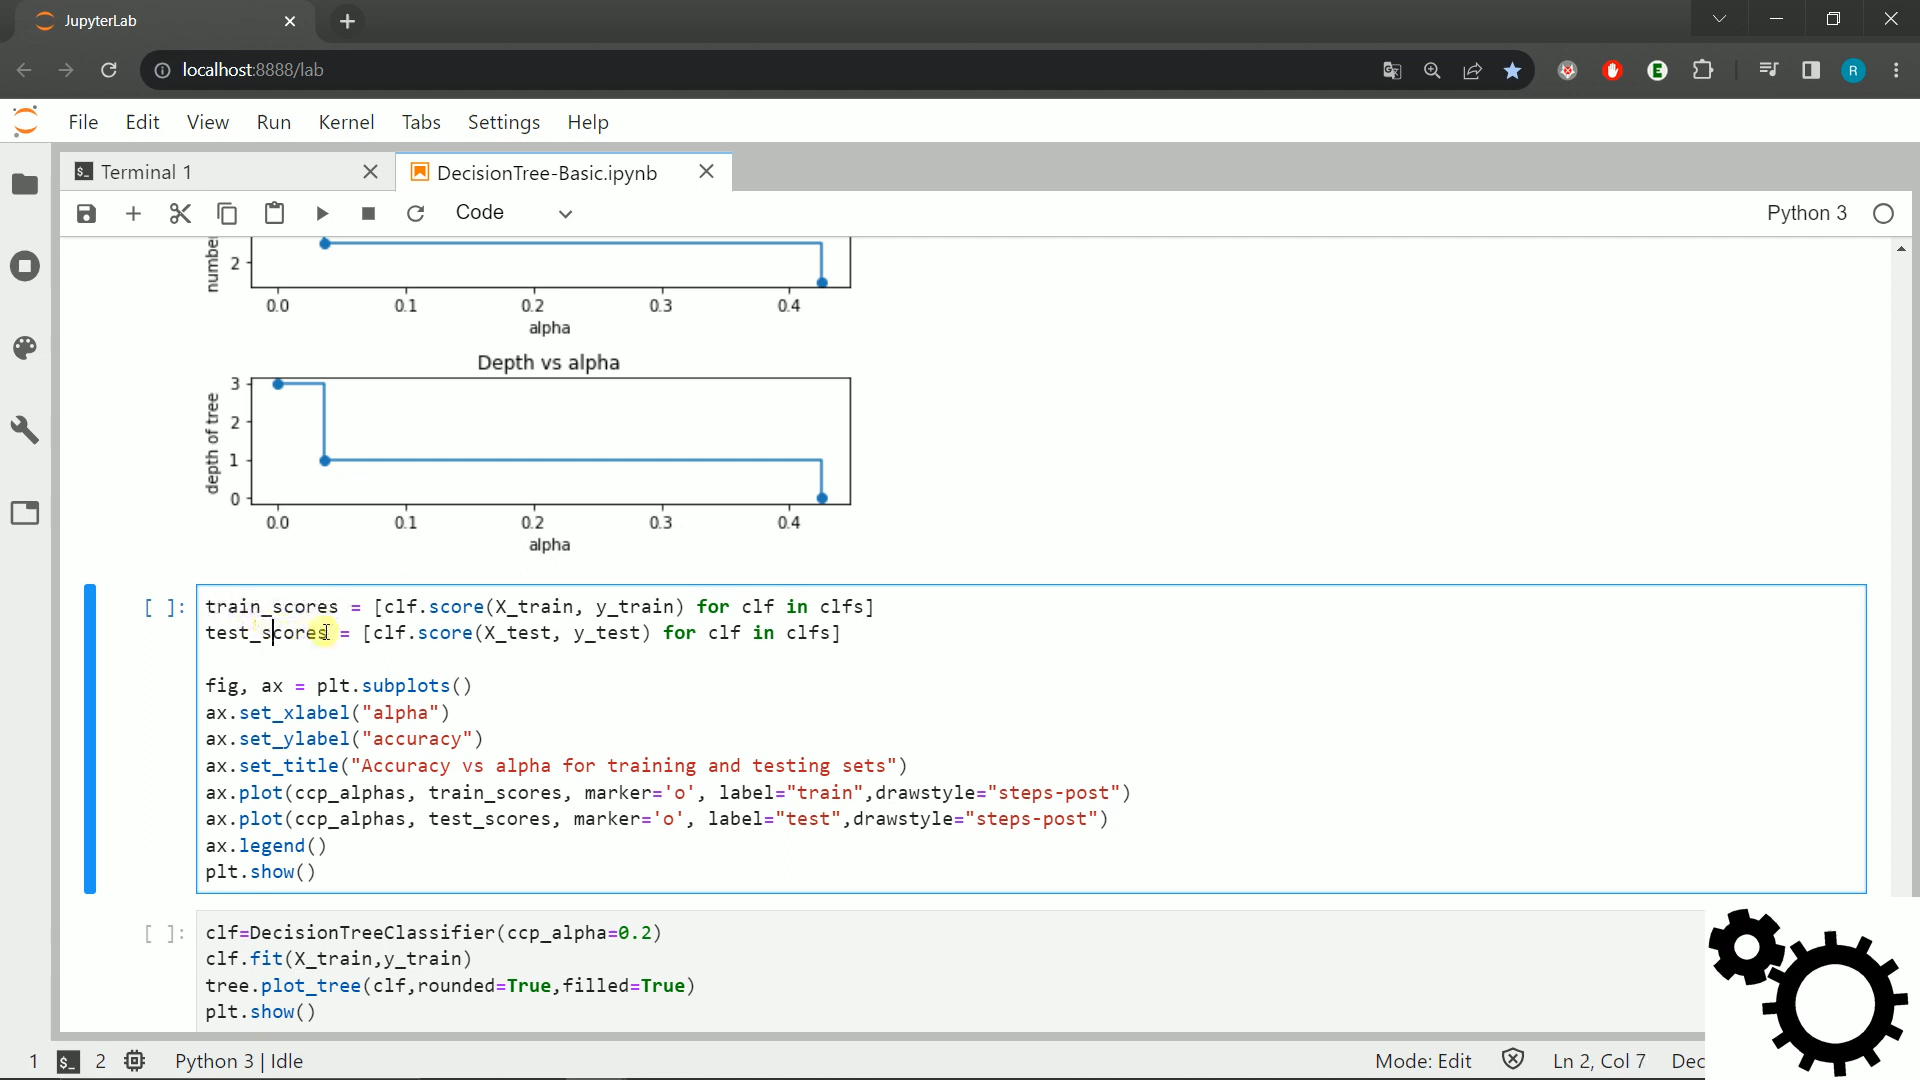 JupyterLab
localhost:8888/lab
R
File Edit View Run Kernel Tabs Settings Help
Terminal 1
DecisionTree-Basic.ipynb
Code
Python 3
number
2
0.0 0.1 0.2 0.3 0.4
alpha
Depth vs alpha
depth of tree
3
2
1
0
0.0 0.1 0.2 0.3 0.4
alpha
[ ]:
train_scores = [clf.score(X_train, y_train) for clf in clfs]
test_scores = [clf.score(X_test, y_test) for clf in clfs]
fig, ax = plt.subplots()
ax.set_xlabel("alpha")
ax.set_ylabel("accuracy")
ax.set_title("Accuracy vs alpha for training and testing sets")
ax.plot(ccp_alphas, train_scores, marker='o', label="train",drawstyle="steps-post")
ax.plot(ccp_alphas, test_scores, marker='o', label="test",drawstyle="steps-post")
ax.legend()
plt.show()
[ ]:
clf=DecisionTreeClassifier(ccp_alpha=0.2)
clf.fit(X_train,y_train)
tree.plot_tree(clf,rounded=True,filled=True)
plt.show()
1 2 Python 3 | Idle Mode: Edit Ln 2, Col 7 Dec